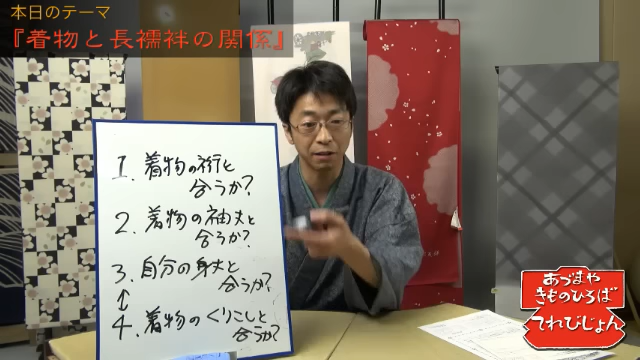 本日のテーマ
『着物と長襦袢の関係』
1. 着物の裄と
合うか?
2. 着物の袖丈と
合うか?
3. 自分の身丈と
合うか?
↕
4. 着物のくりこしと
合うか?
あづまや
きものひろば
てれびじょん